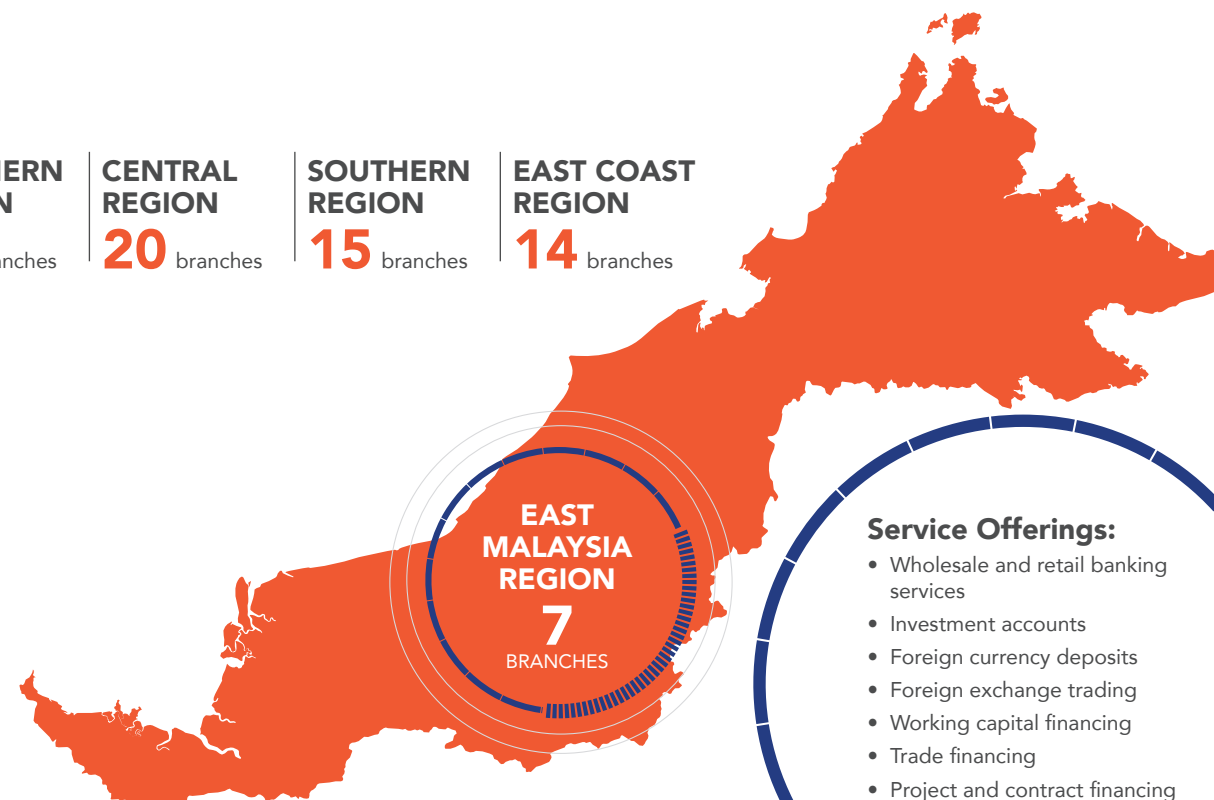 CENTRAL
REGION
20 branches
SOUTHERN
REGION
15 branches
EAST COAST
REGION
14 branches
EAST
MALAYSIA
REGION
7
BRANCHES
Service Offerings:
• Wholesale and retail banking
services
• Investment accounts
• Foreign currency deposits
• Foreign exchange trading
• Working capital financing
• Trade financing
• Project and contract financing